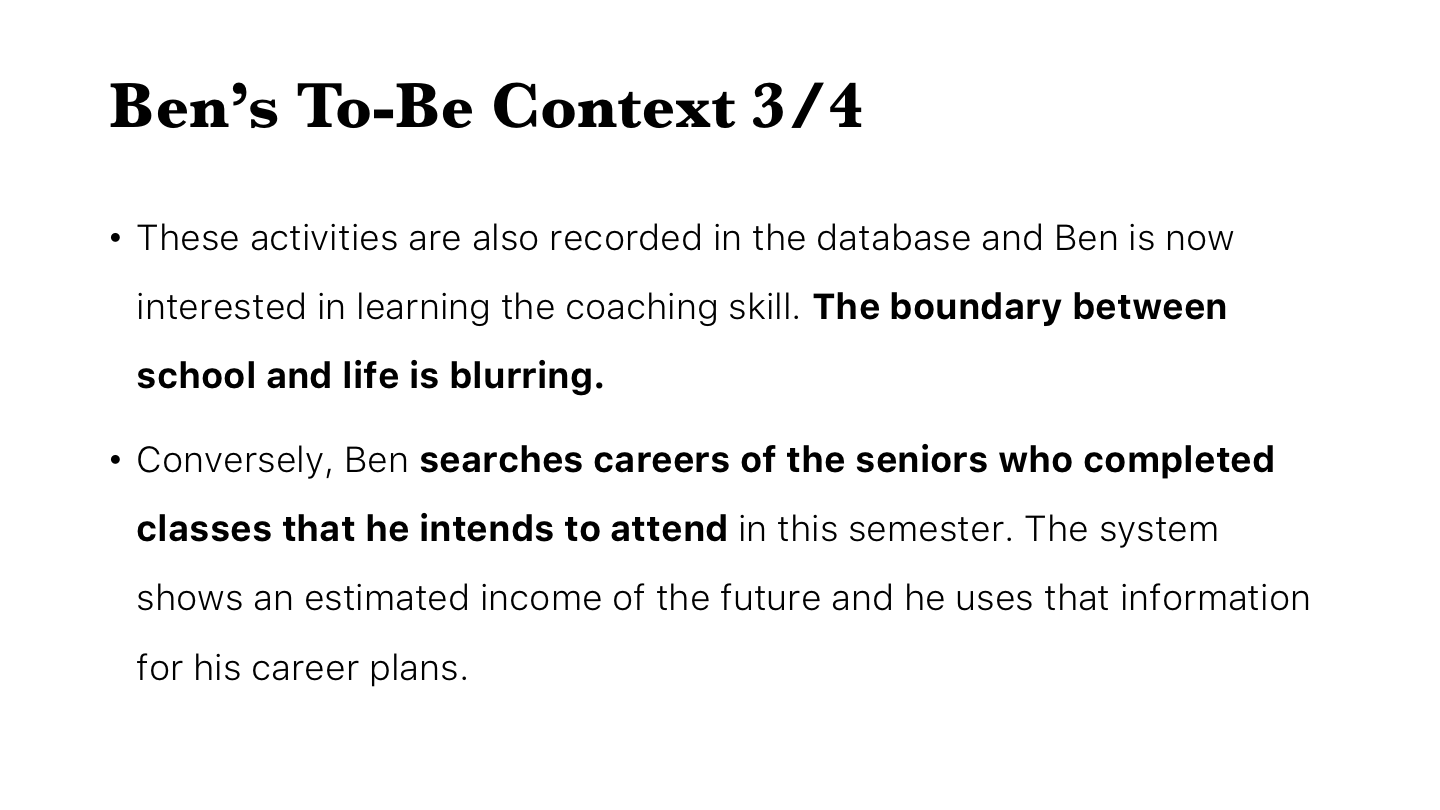 Ben’s To-Be Context 3/4
• These activities are also recorded in the database and Ben is now
interested in learning the coaching skill. The boundary between
school and life is blurring.
• Conversely, Ben searches careers of the seniors who completed
classes that he intends to attend in this semester. The system
shows an estimated income of the future and he uses that information
for his career plans.